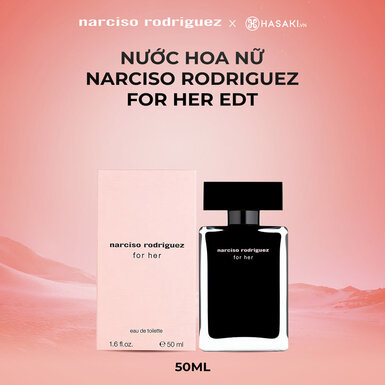 narciso rodriguez x HASAKI.VN
NƯỚC HOA NỮ
NARCISO RODRIGUEZ
FOR HER EDT
narciso rodriguez
for her
eau de toilette
1.6 fl.oz. e 50 ml
narciso rodriguez
for her
50ML